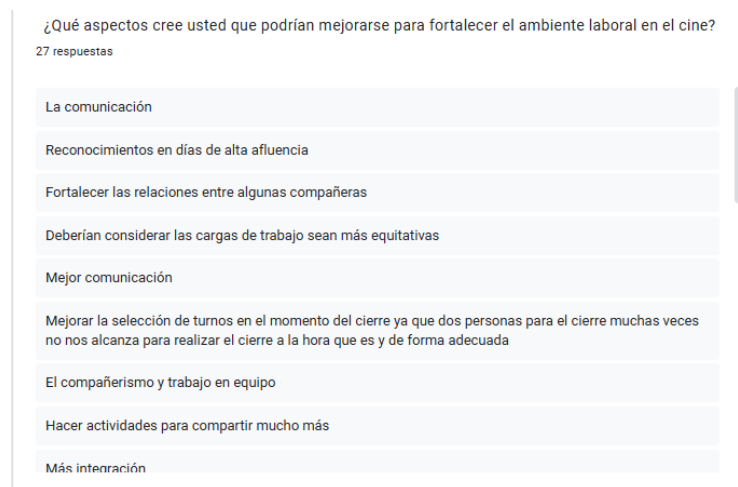 ¿Qué aspectos cree usted que podrían mejorarse para fortalecer el ambiente laboral en el cine?
27 respuestas
La comunicación
Reconocimientos en días de alta afluencia
Fortalecer las relaciones entre algunas compañeras
Deberían considerar las cargas de trabajo sean más equitativas
Mejor comunicación
Mejorar la selección de turnos en el momento del cierre ya que dos personas para el cierre muchas veces
no nos alcanza para realizar el cierre a la hora que es y de forma adecuada
El compañerismo y trabajo en equipo
Hacer actividades para compartir mucho más
Más integración